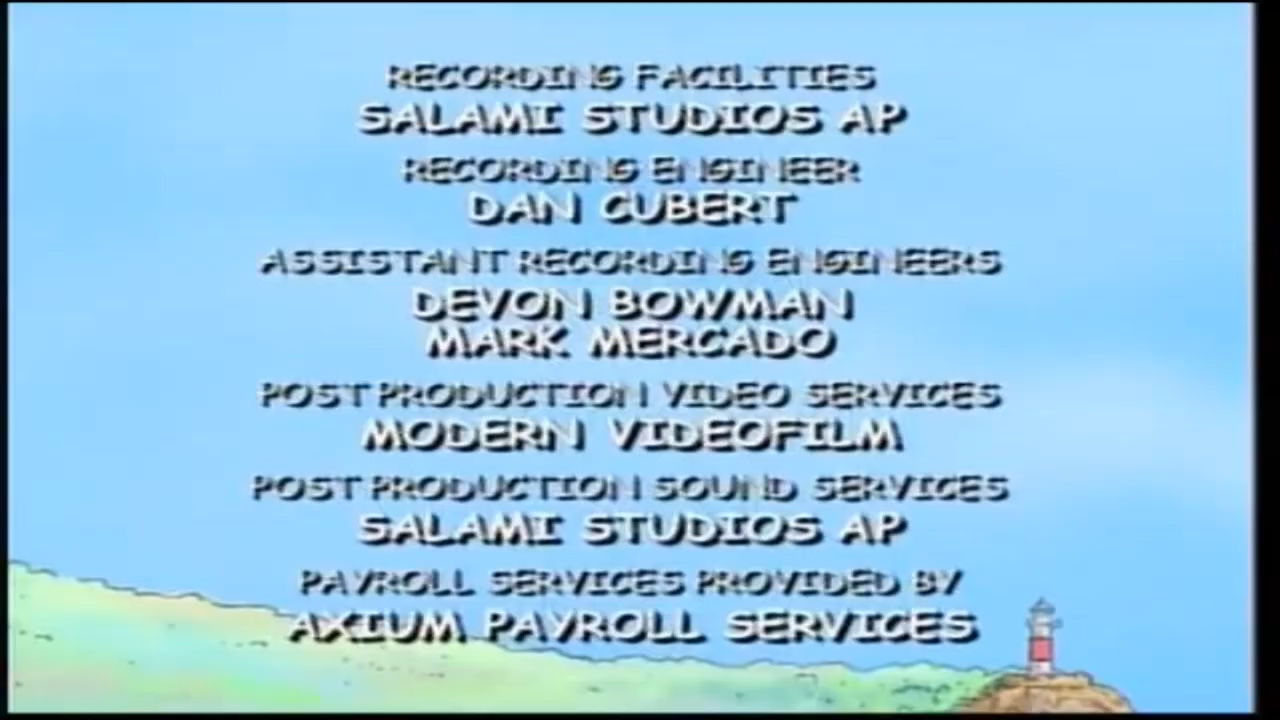 RECORDING FACILITIES
SALAMI STUDIOS AP
RECORDING ENGINEER
DAN CUBERT
ASSISTANT RECORDING ENGINEERS
DEVON BOWMAN
MARK MERCADO
POST PRODUCTION VIDEO SERVICES
MODERN VIDEOFILM
POST PRODUCTION SOUND SERVICES
SALAMI STUDIOS AP
PAYROLL SERVICES PROVIDED BY
AXIUM PAYROLL SERVICES